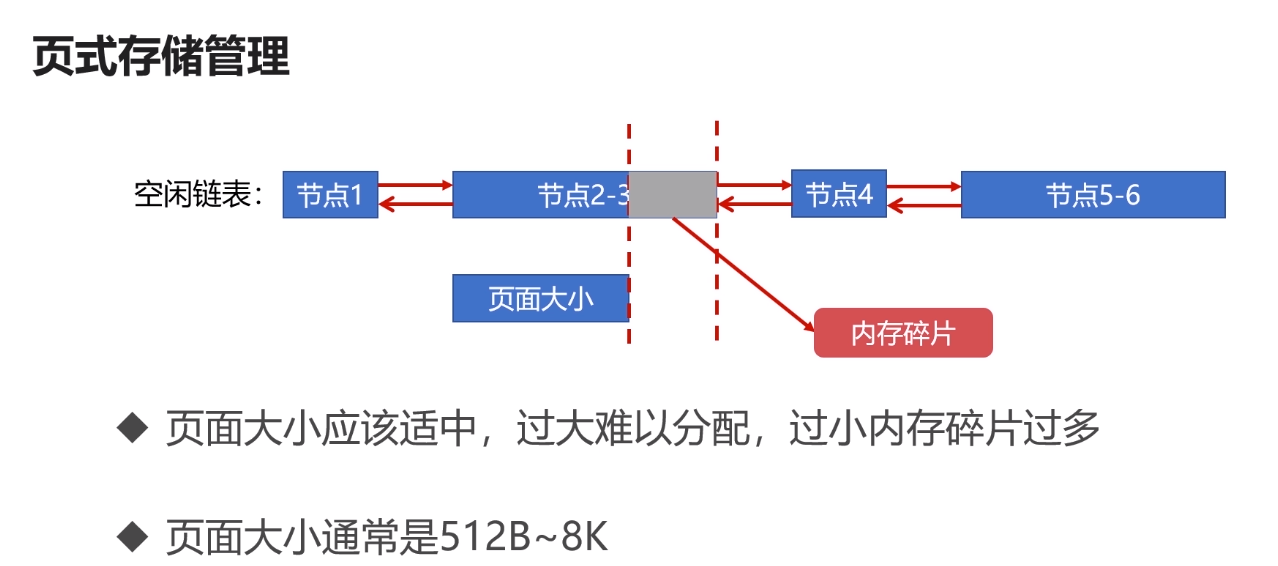 页式存储管理
空闲链表：
节点1
节点2-3
节点4
节点5-6
页面大小
内存碎片
◆ 页面大小应该适中，过大难以分配，过小内存碎片过多
◆ 页面大小通常是512B~8K